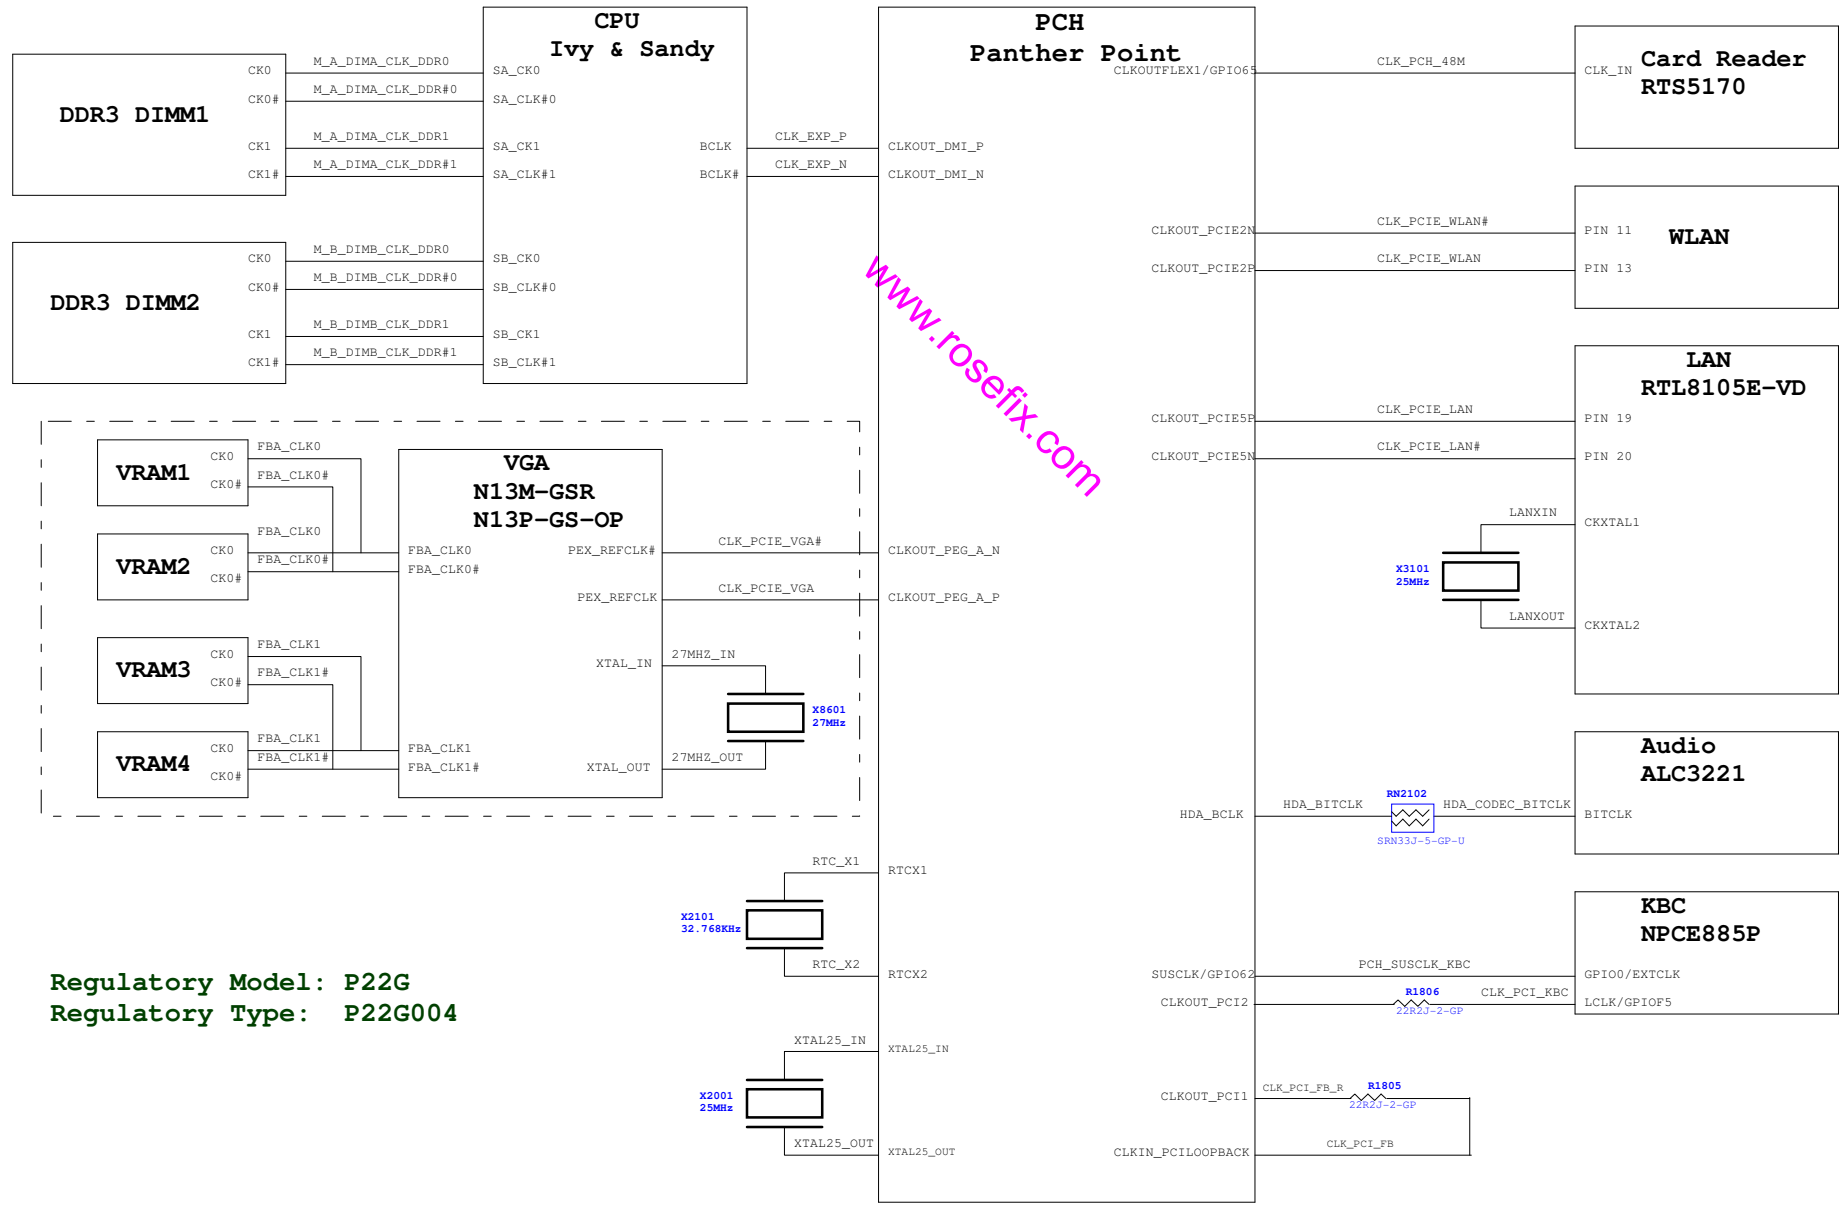 CPU
Ivy & Sandy
PCH
Panther Point
DDR3 DIMM1
CK0
CK0#
CK1
CK1#
M_A_DIMA_CLK_DDR0
M_A_DIMA_CLK_DDR#0
M_A_DIMA_CLK_DDR1
M_A_DIMA_CLK_DDR#1
SA_CK0
SA_CLK#0
SA_CK1
SA_CLK#1
BCLK
BCLK#
CLK_EXP_P
CLK_EXP_N
CLKOUT_DMI_P
CLKOUT_DMI_N
DDR3 DIMM2
CK0
CK0#
CK1
CK1#
M_B_DIMB_CLK_DDR0
M_B_DIMB_CLK_DDR#0
M_B_DIMB_CLK_DDR1
M_B_DIMB_CLK_DDR#1
SB_CK0
SB_CLK#0
SB_CK1
SB_CLK#1
CLKOUTFLEX1/GPIO65
CLK_PCH_48M
CLK_IN
Card Reader
RTS5170
CLKOUT_PCIE2N
CLKOUT_PCIE2P
CLK_PCIE_WLAN#
CLK_PCIE_WLAN
PIN 11
PIN 13
WLAN
www.rosefix.com
LAN
RTL8105E-VD
CLKOUT_PCIE5P
CLKOUT_PCIE5N
CLK_PCIE_LAN
CLK_PCIE_LAN#
PIN 19
PIN 20
LANXIN
CKXTAL1
X3101
25MHz
LANXOUT
CKXTAL2
VRAM1
CK0
CK0#
FBA_CLK0
FBA_CLK0#
VRAM2
CK0
CK0#
FBA_CLK0
FBA_CLK0#
VRAM3
CK0
CK0#
FBA_CLK1
FBA_CLK1#
VRAM4
CK0
CK0#
FBA_CLK1
FBA_CLK1#
VGA
N13M-GSR
N13P-GS-OP
FBA_CLK0
FBA_CLK0#
FBA_CLK1
FBA_CLK1#
PEX_REFCLK#
PEX_REFCLK
XTAL_IN
XTAL_OUT
CLK_PCIE_VGA#
CLK_PCIE_VGA
CLKOUT_PEG_A_N
CLKOUT_PEG_A_P
27MHZ_IN
X8601
27MHz
27MHZ_OUT
HDA_BCLK
HDA_BITCLK
RN2102
SRN33J-5-GP-U
HDA_CODEC_BITCLK
BITCLK
Audio
ALC3221
RTC_X1
RTCX1
X2101
32.768KHz
RTC_X2
RTCX2
KBC
NPCE885P
SUSCLK/GPIO62
PCH_SUSCLK_KBC
GPIO0/EXTCLK
CLKOUT_PCI2
R1806
22R2J-2-GP
CLK_PCI_KBC
LCLK/GPIOF5
Regulatory Model: P22G
Regulatory Type: P22G004
XTAL25_IN
XTAL25_IN
X2001
25MHz
XTAL25_OUT
XTAL25_OUT
CLKOUT_PCI1
CLK_PCI_FB_R
R1805
22R2J-2-GP
CLKIN_PCILOOPBACK
CLK_PCI_FB